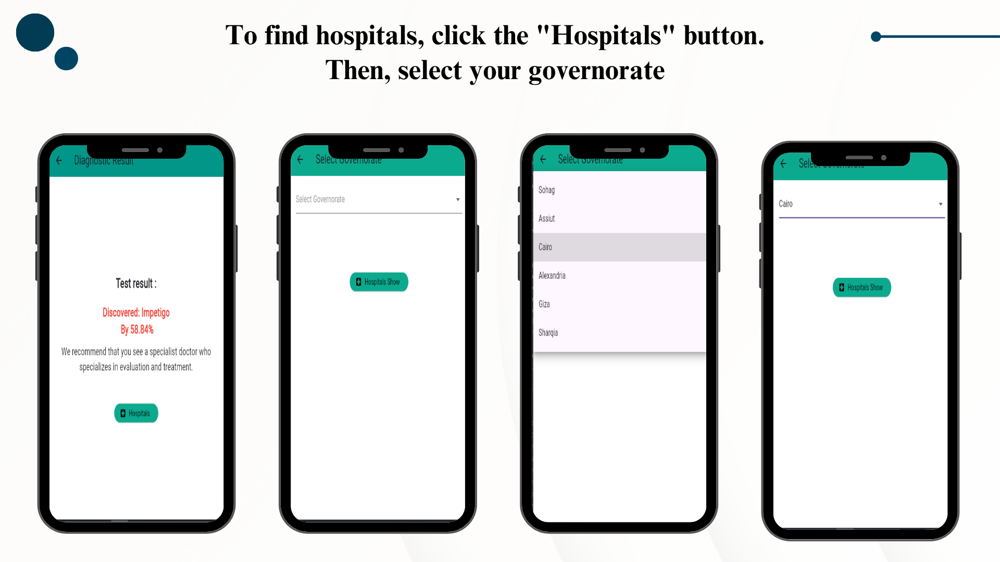 To find hospitals, click the "Hospitals" button.
Then, select your governorate
Diagnostic Result
Test result :
Discovered: Impetigo
By 58.84%
We recommend that you see a specialist doctor who
specializes in evaluation and treatment.
Hospitals
Select Governorate
Select Governorate
Hospitals Show
Select Governorate
Sohag
Assiut
Cairo
Alexandria
Giza
Sharqia
Select Governorate
Cairo
Hospitals Show